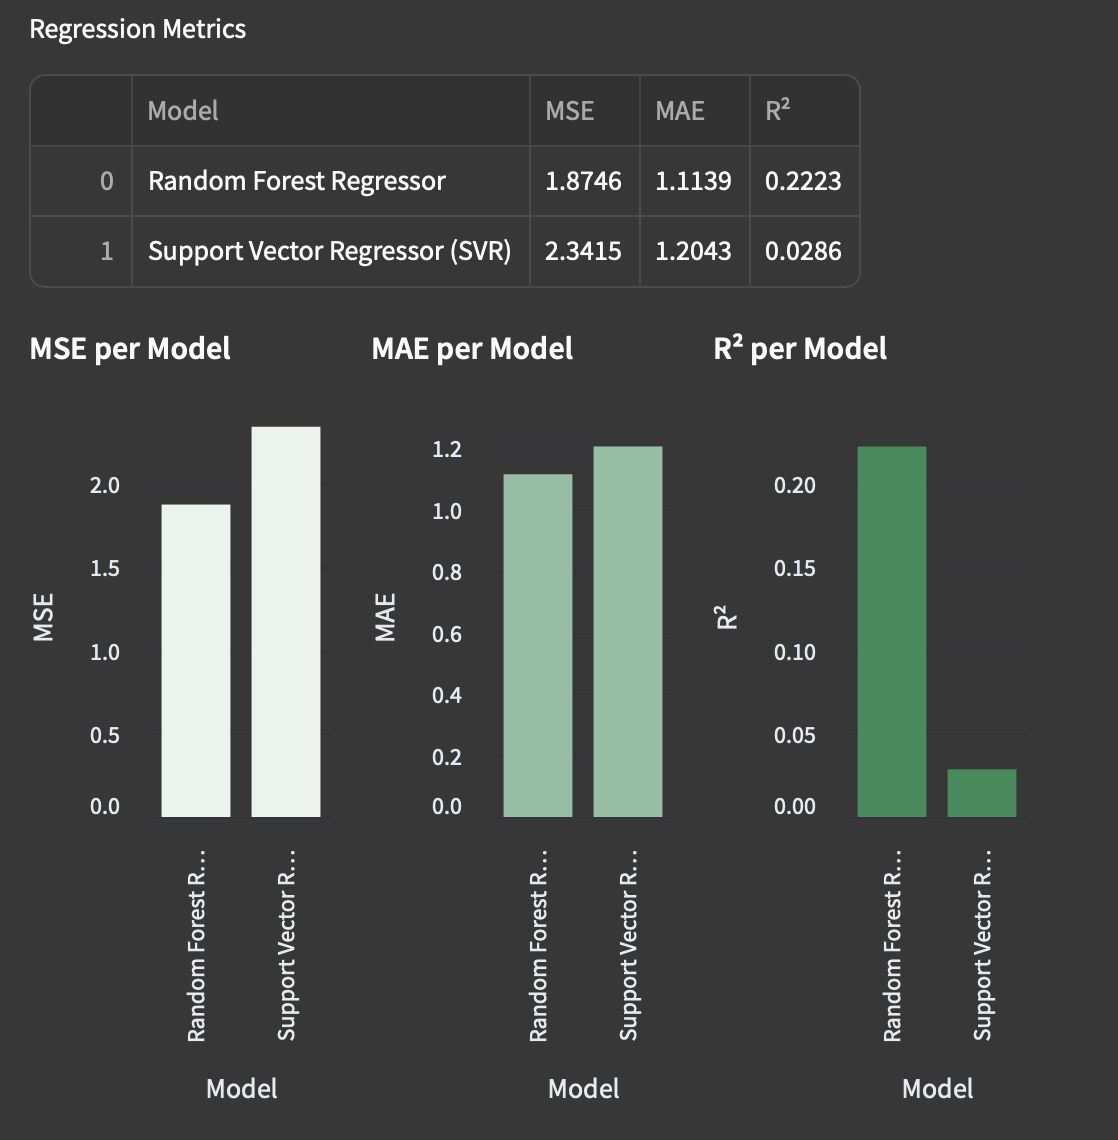 Regression Metrics
Model MSE MAE R²
0 Random Forest Regressor 1.8746 1.1139 0.2223
1 Support Vector Regressor (SVR) 2.3415 1.2043 0.0286
MSE per Model
MSE
2.0
1.5
1.0
0.5
0.0
Random Forest R...
Support Vector R...
Model
MAE per Model
MAE
1.2
1.0
0.8
0.6
0.4
0.2
0.0
Random Forest R...
Support Vector R...
Model
R² per Model
R²
0.20
0.15
0.10
0.05
0.00
Random Forest R...
Support Vector R...
Model